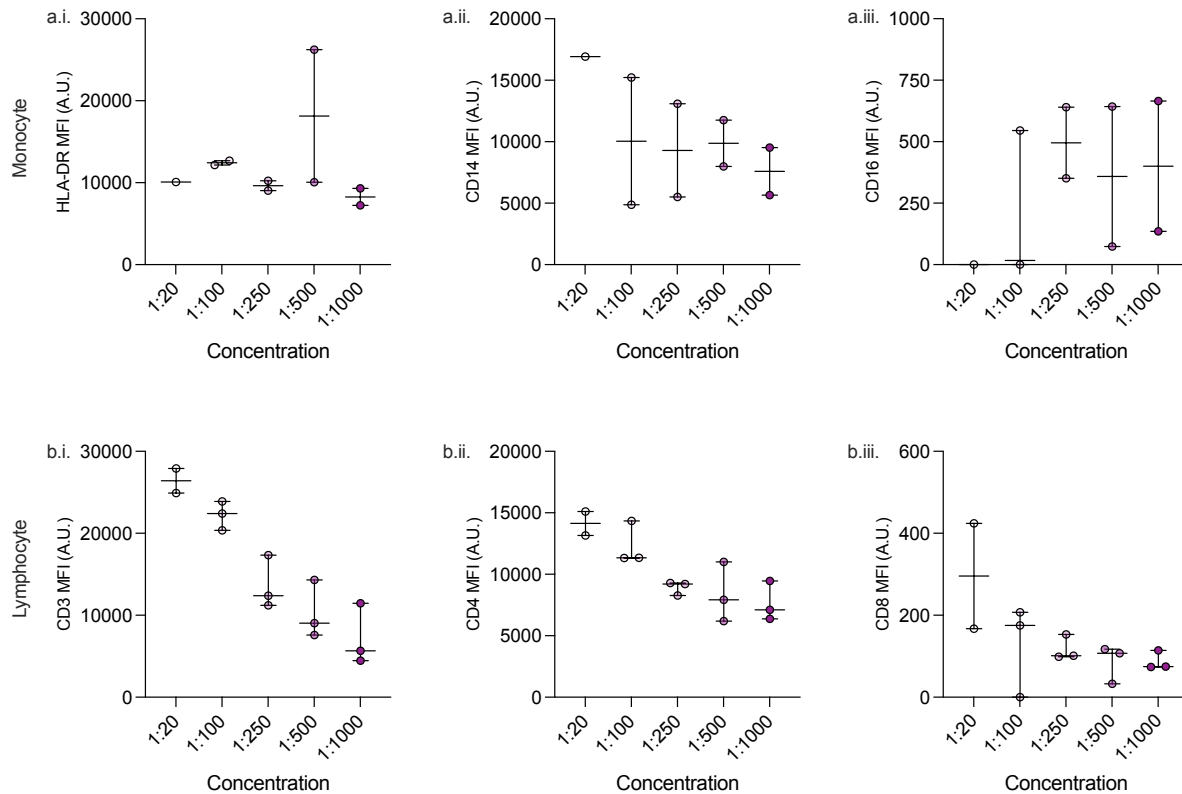 Monocyte
a.i.
HLA-DR MFI (A.U.)
30000
20000
10000
0
1:20
1:100
1:250
1:500
1:1000
Concentration
a.ii.
CD14 MFI (A.U.)
20000
15000
10000
5000
0
1:20
1:100
1:250
1:500
1:1000
Concentration
a.iii.
CD16 MFI (A.U.)
1000
750
500
250
0
1:20
1:100
1:250
1:500
1:1000
Concentration
Lymphocyte
b.i.
CD3 MFI (A.U.)
30000
20000
10000
0
1:20
1:100
1:250
1:500
1:1000
Concentration
b.ii.
CD4 MFI (A.U.)
20000
15000
10000
5000
0
1:20
1:100
1:250
1:500
1:1000
Concentration
b.iii.
CD8 MFI (A.U.)
600
400
200
0
1:20
1:100
1:250
1:500
1:1000
Concentration